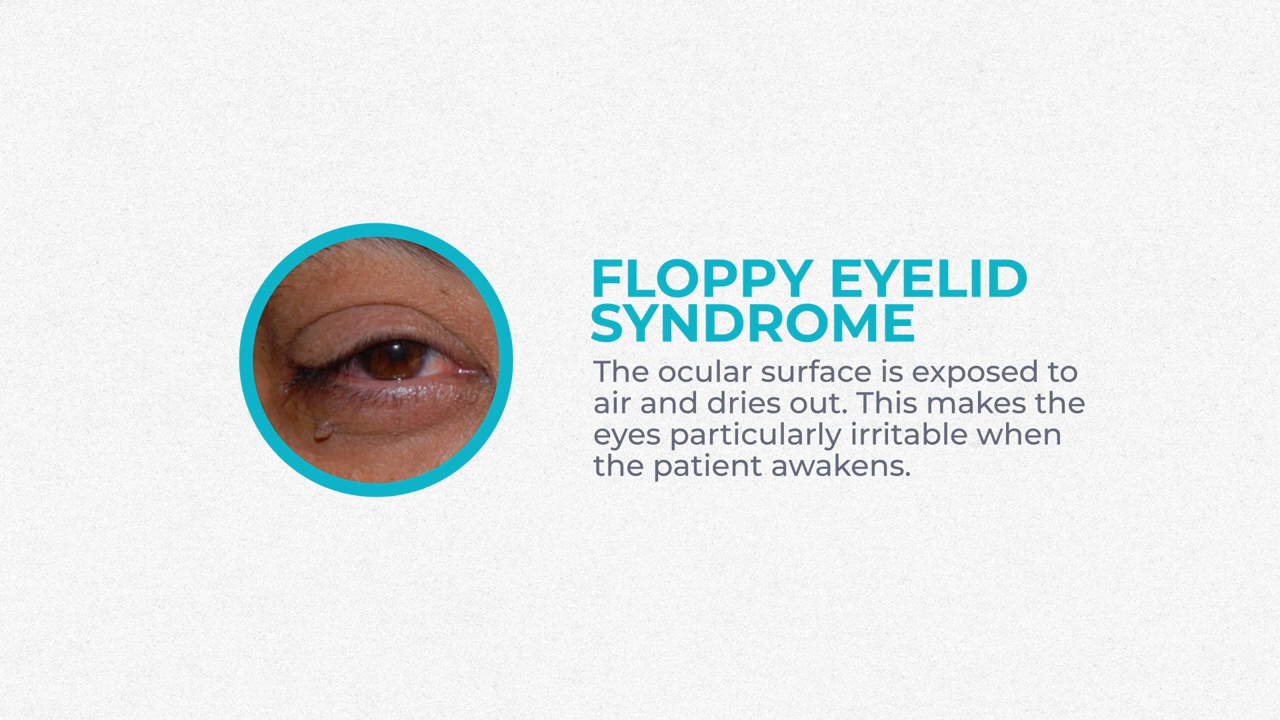 FLOPPY EYELID
SYNDROME
The ocular surface is exposed to
air and dries out. This makes the
eyes particularly irritable when
the patient awakens.